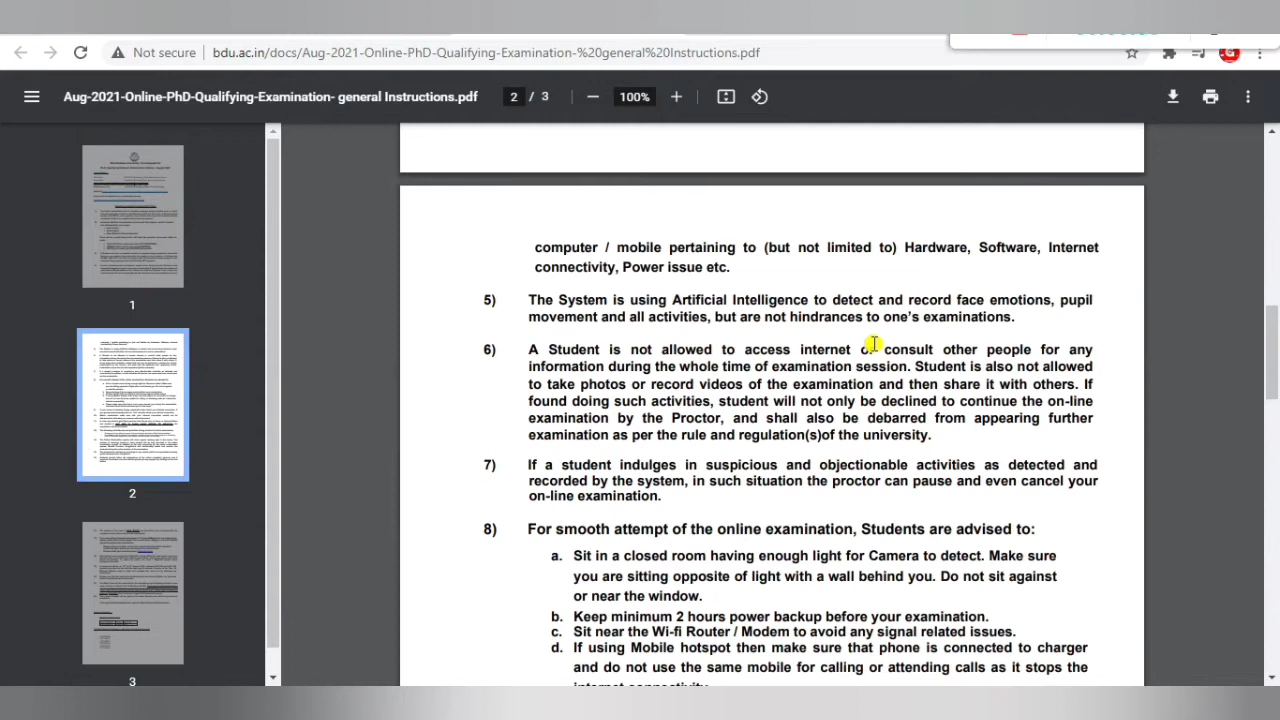 Not secure bdu.ac.in/docs/Aug-2021-Online-PhD-Qualifying-Examination-%20general%20Instructions.pdf
Aug-2021-Online-PhD-Qualifying-Examination- general Instructions.pdf 2 / 3 100%
computer / mobile pertaining to (but not limited to) Hardware, Software, Internet
connectivity, Power issue etc.
5) The System is using Artificial Intelligence to detect and record face emotions, pupil
movement and all activities, but are not hindrances to one's examinations.
6) A Student is not allowed to access internet or consult other people for any
information during the whole time of examination session. Student is also not allowed
to take photos or record videos of the examination and then share it with others. If
found doing such activities, student will not only be declined to continue the on-line
examination by the Proctor, and shall also be debarred from appearing further
examination as per the rule and regulation(s)of the university.
7) If a student indulges in suspicious and objectionable activities as detected and
recorded by the system, in such situation the proctor can pause and even cancel your
on-line examination.
8) For smooth attempt of the online examination, Students are advised to:
a. Sit in a closed room having enough light for Camera to detect. Make sure
you are sitting opposite of light with a wall behind you. Do not sit against
or near the window.
b. Keep minimum 2 hours power backup before your examination.
c. Sit near the Wi-fi Router / Modem to avoid any signal related issues.
d. If using Mobile hotspot then make sure that phone is connected to charger
and do not use the same mobile for calling or attending calls as it stops the
internet connectivity.
1
2
3